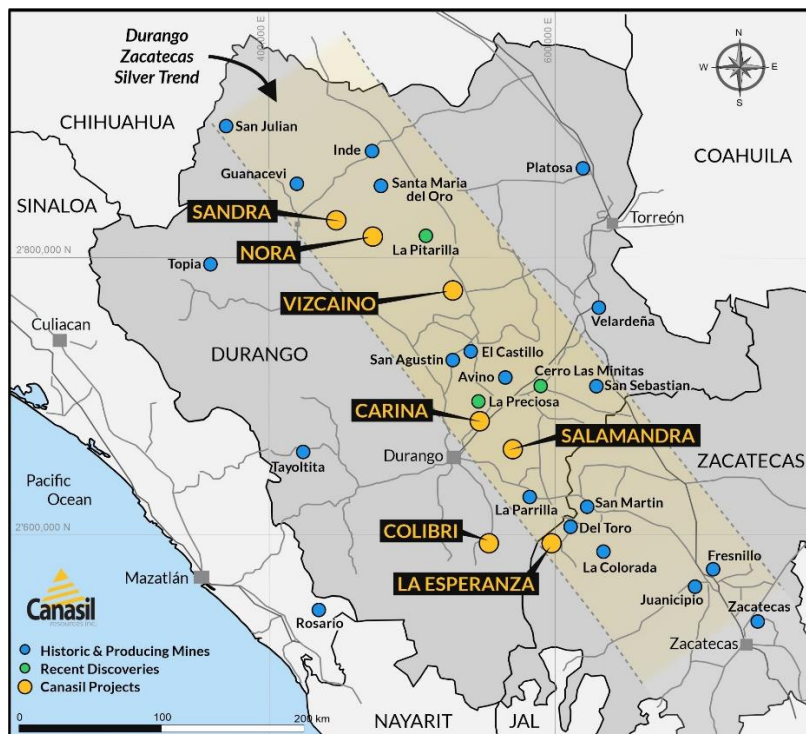 400,000 E
600,000 E
Durango
Zacatecas
Silver Trend
N
W
E
S
CHIHUAHUA
San Julian
Inde
Platosa
COAHUILA
Guanacevi
Santa Maria
del Oro
SINALOA
SANDRA
Torreón
NORA
La Pitarilla
2'800,000 N
Topia
VIZCAINO
Velardeña
Culiacan
DURANGO
El Castillo
San Agustin
Avino
Cerro Las Minitas
San Sebastian
La Preciosa
CARINA
SALAMANDRA
Durango
ZACATECAS
Tayoltita
Pacific
Ocean
La Parrilla
San Martin
2'600,000 N
COLIBRI
Del Toro
La Colorada
Fresnillo
LA ESPERANZA
Mazatlán
Juanicipio
Canasil
resources inc.
Rosario
Zacatecas
Zacatecas
Historic & Producing Mines
Recent Discoveries
Canasil Projects
0
100
200 km
NAYARIT
JAL